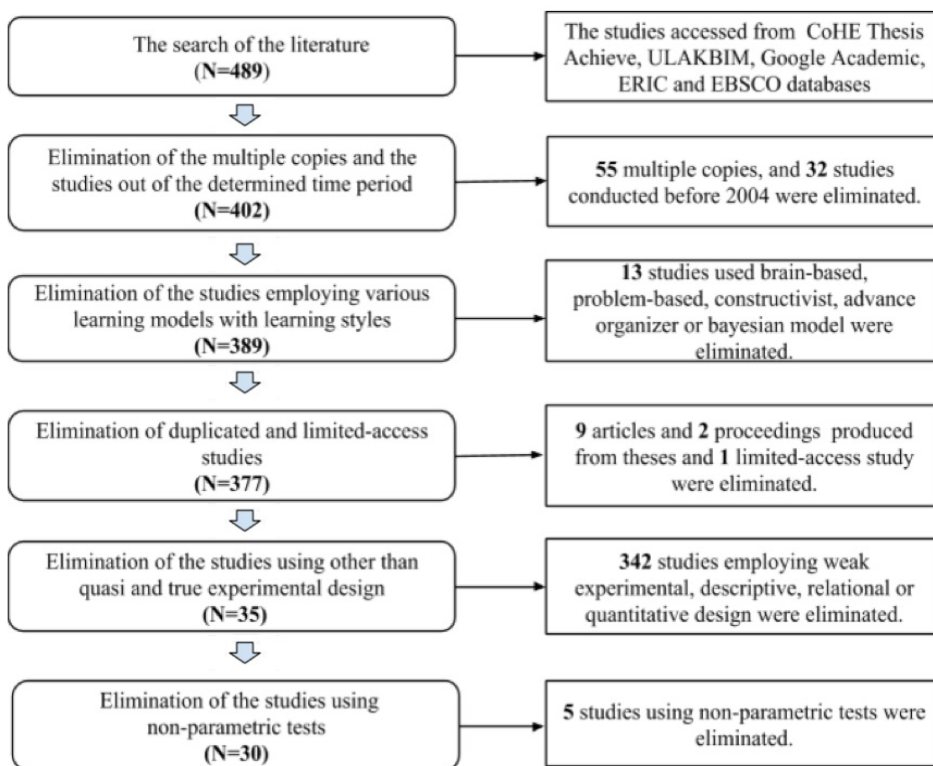 The search of the literature
(N=489)
The studies accessed from CoHE Thesis
Achieve, ULAKBIM, Google Academic,
ERIC and EBSCO databases
Elimination of the multiple copies and the
studies out of the determined time period
(N=402)
55 multiple copies, and 32 studies
conducted before 2004 were eliminated.
Elimination of the studies employing various
learning models with learning styles
(N=389)
13 studies used brain-based,
problem-based, constructivist, advance
organizer or bayesian model were
eliminated.
Elimination of duplicated and limited-access
studies
(N=377)
9 articles and 2 proceedings produced
from theses and 1 limited-access study
were eliminated.
Elimination of the studies using other than
quasi and true experimental design
(N=35)
342 studies employing weak
experimental, descriptive, relational or
quantitative design were eliminated.
Elimination of the studies using
non-parametric tests
(N=30)
5 studies using non-parametric tests were
eliminated.